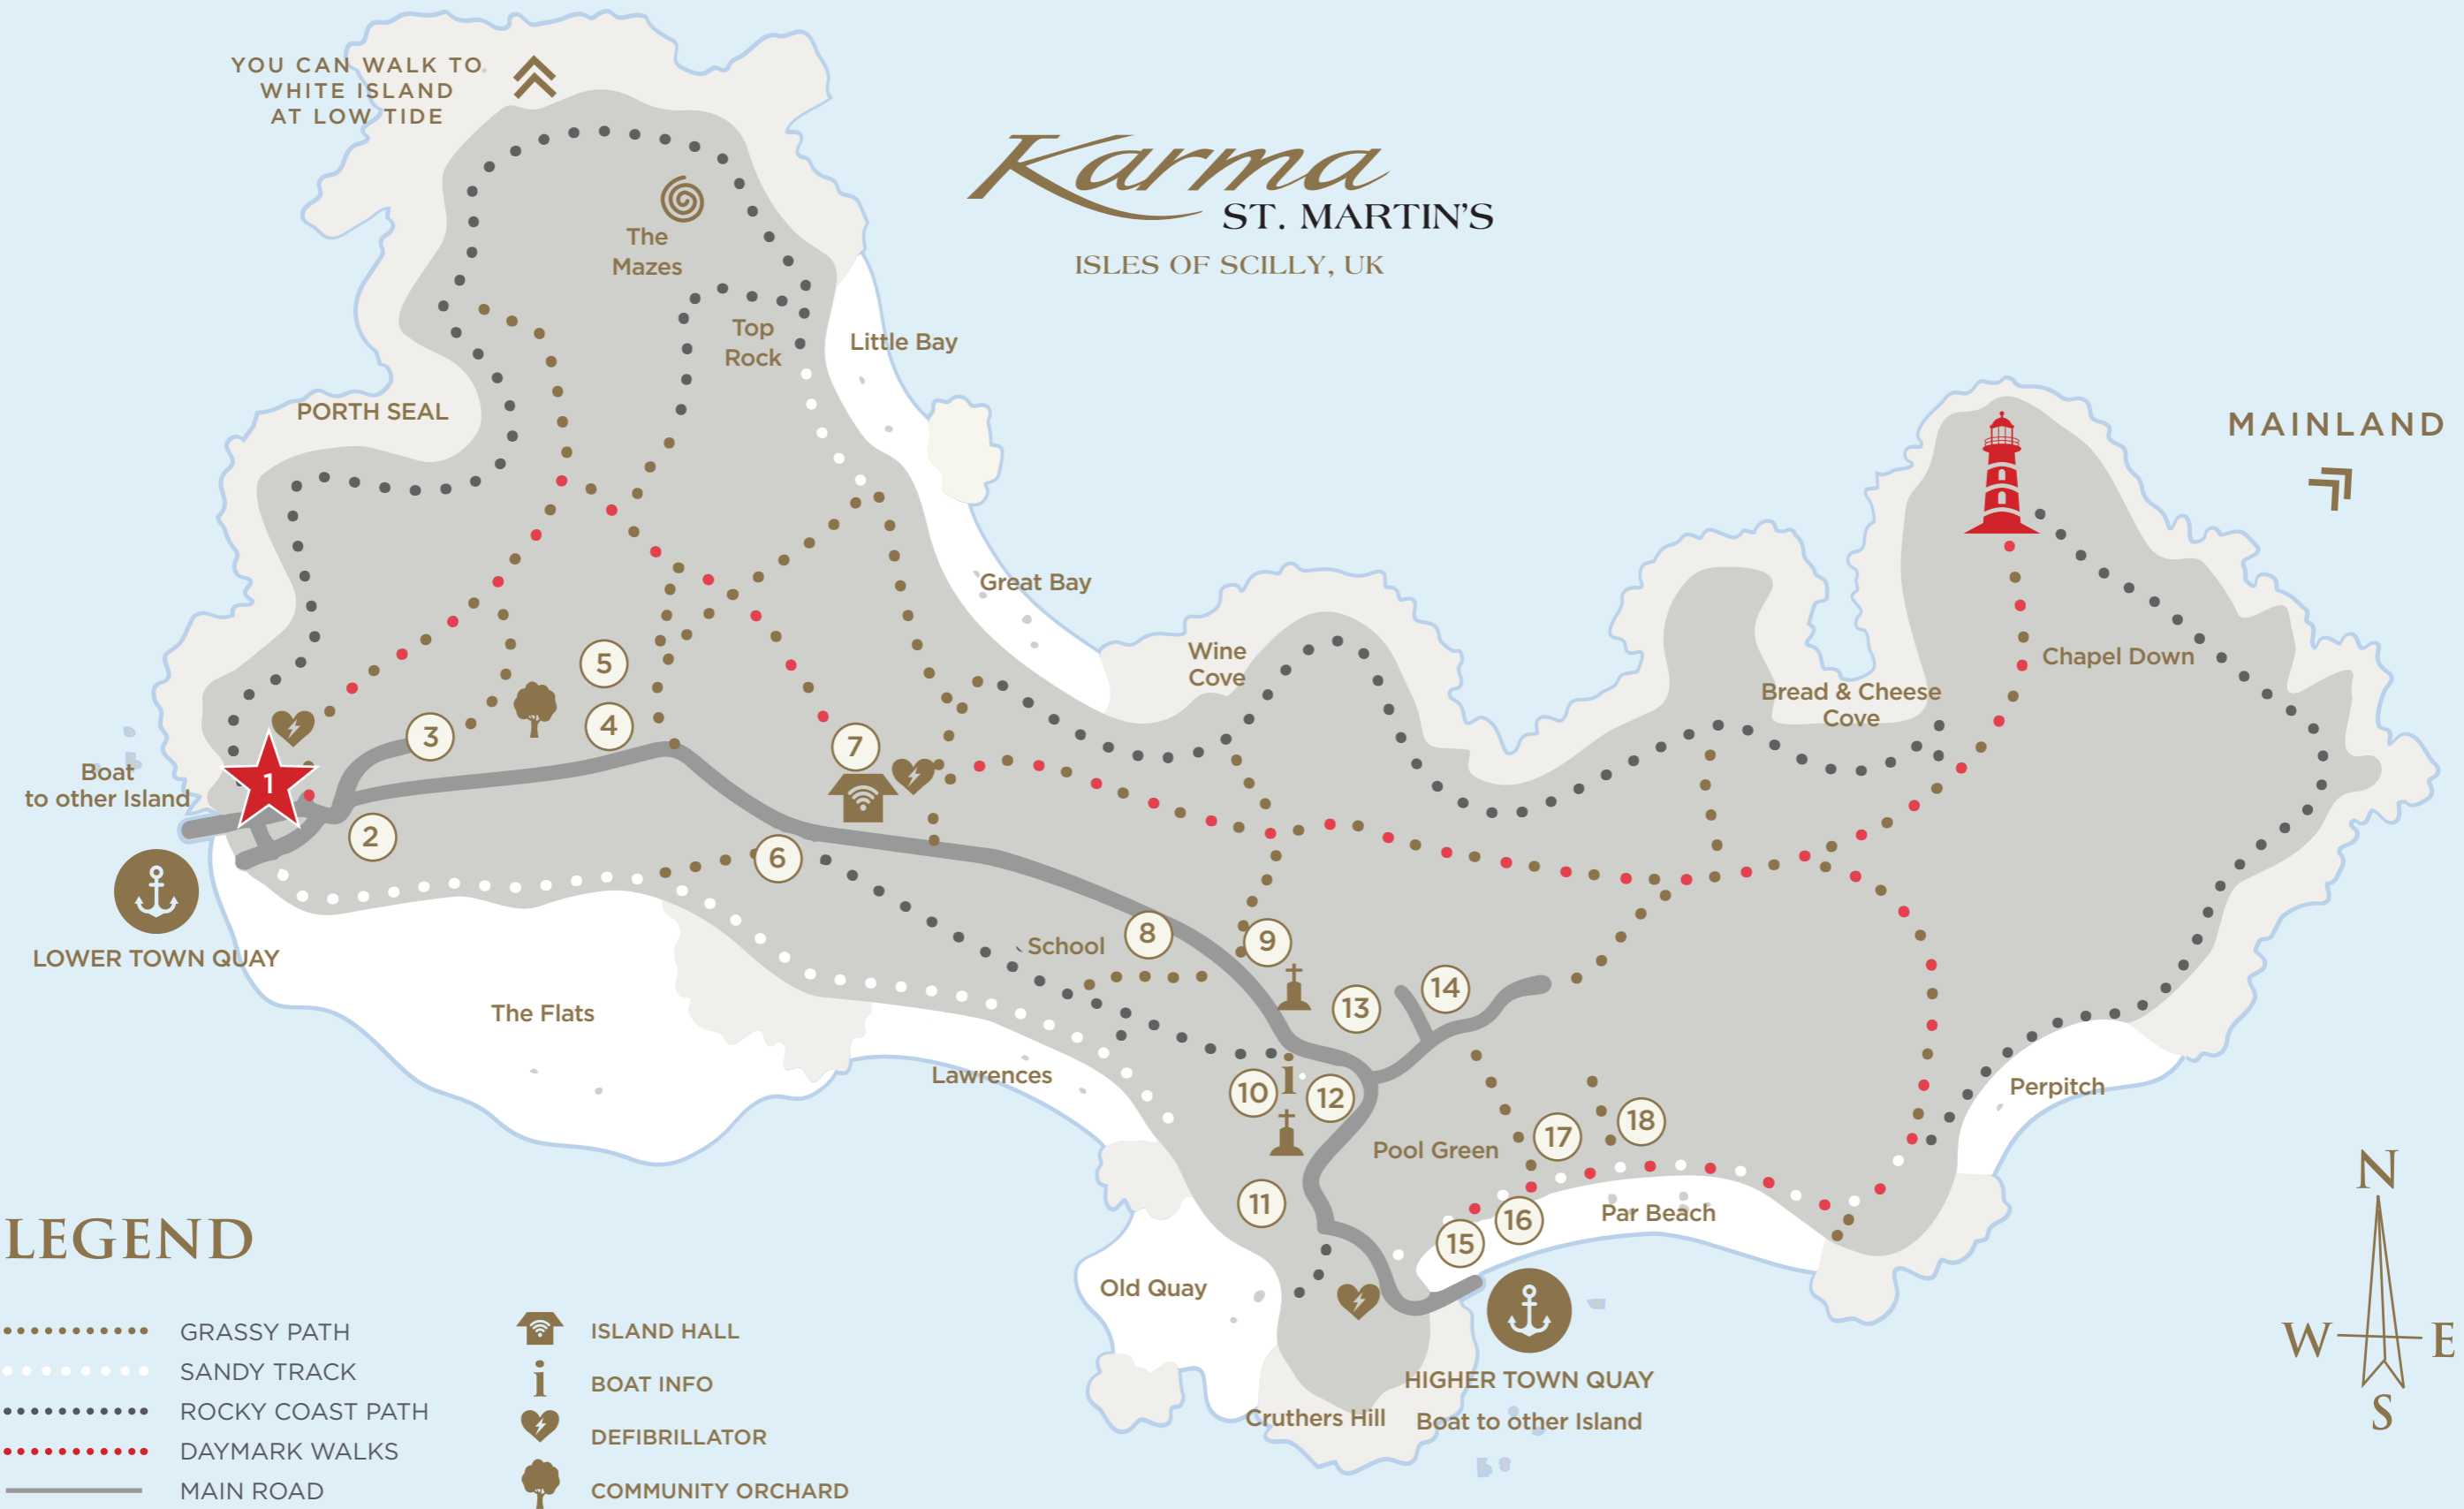 YOU CAN WALK TO
WHITE ISLAND
AT LOW TIDE
Karma
ST. MARTIN'S
ISLES OF SCILLY, UK
The
Mazes
Top
Rock
Little Bay
PORTH SEAL
MAINLAND
Great Bay
Wine
Cove
Chapel Down
Bread & Cheese
Cove
5
4
3
7
1
2
Boat
to other Island
6
LOWER TOWN QUAY
School
8
9
14
13
The Flats
Lawrences
10
i
12
Perpitch
18
17
Pool Green
11
16
Par Beach
15
Old Quay
HIGHER TOWN QUAY
Boat to other Island
Cruthers Hill
N
W
E
S
LEGEND
GRASSY PATH
SANDY TRACK
ROCKY COAST PATH
DAYMARK WALKS
MAIN ROAD
ISLAND HALL
i
BOAT INFO
DEFIBRILLATOR
COMMUNITY ORCHARD